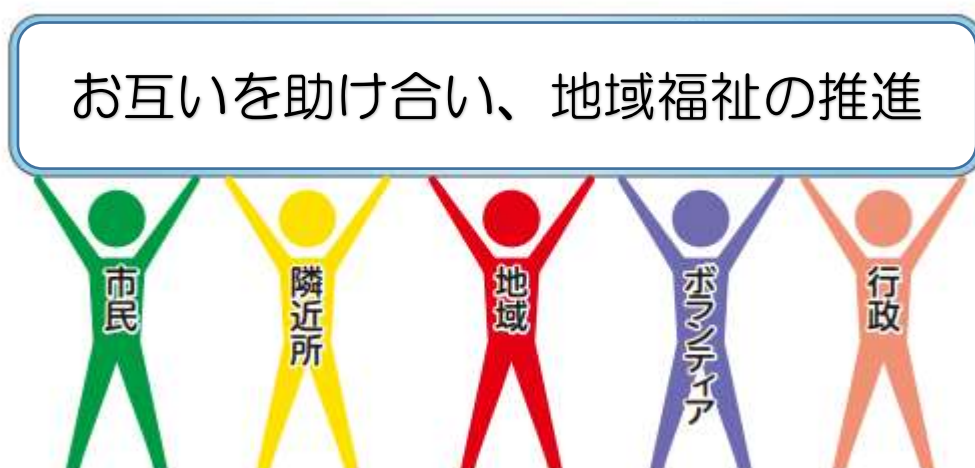 お互いを助け合い、地域福祉の推進
市民
隣近所
地域
ボランティア
行政